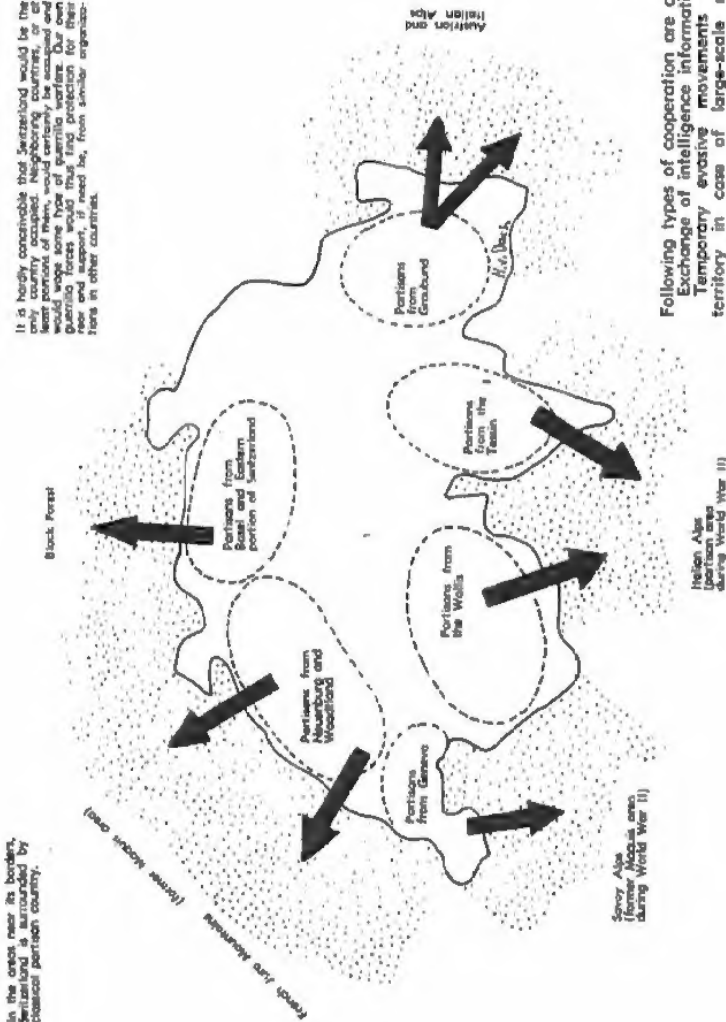 In the areas near its borders,
Switzerland is surrounded by
classical partisan country.
It is hardly conceivable that Switzerland would be the
only country occupied. Neighboring countries, or at
least portions of them, would certainly be occupied and
would wage some type of guerrilla warfare. Our own
guerrilla forces would thus find protection for their
rear and support, if need be, from similar organiza-
tions in other countries.
Black Forest
French Jura Mountains (former Maquis area)
Partisans from
Basel and Eastern
portion of Switzerland
Partisans from
Neuenburg and
Waadtland
Partisans
from
Graubund
Austrian and
Italian Alps
Partisans
from Geneva
Partisans from
the Wallis
Partisans
from the
Tessin
Savoy Alps
(former Maquis area
during World War II)
Italian Alps
(partisan area
during World War II)
Following types of cooperation are
Exchange of intelligence
Temporary evasive movements
territory in case of large-scale